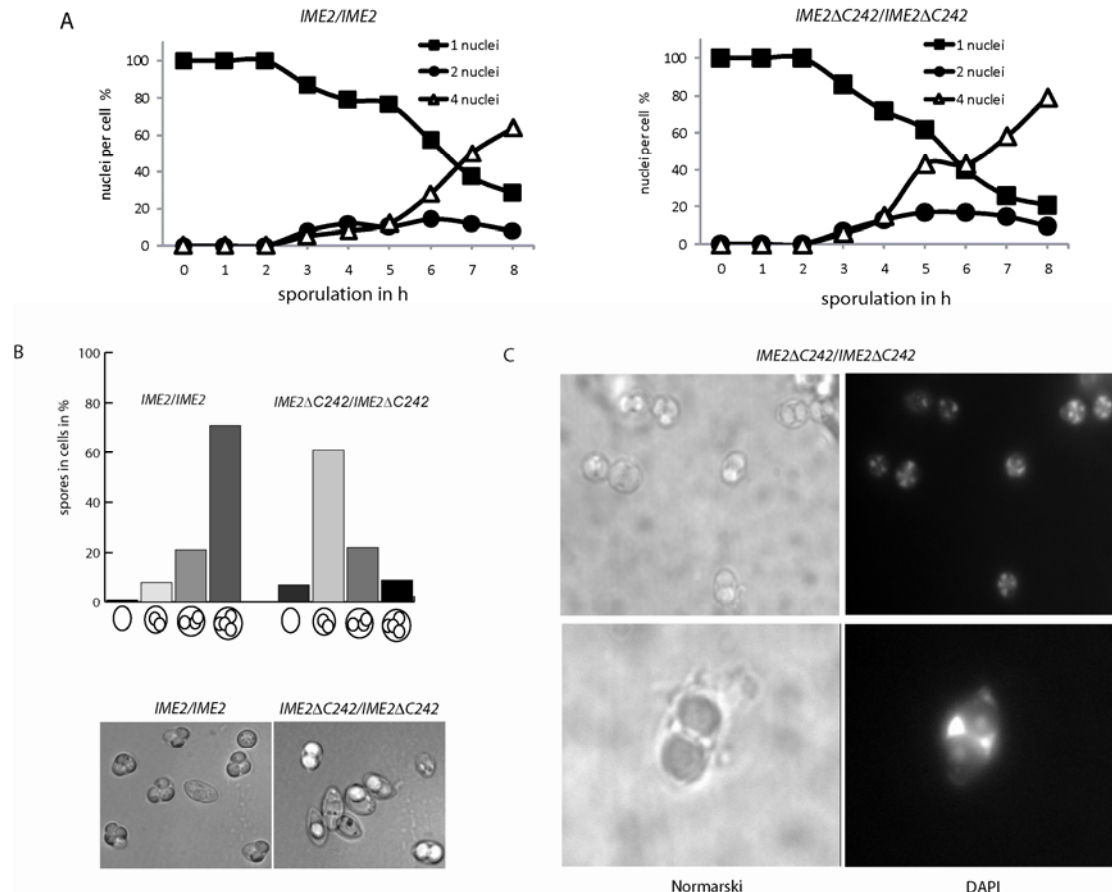 A
IME2/IME2
1 nuclei
2 nuclei
4 nuclei
nuclei per cell %
100
80
60
40
20
0
0 1 2 3 4 5 6 7 8
sporulation in h
IME2ΔC242/IME2ΔC242
1 nuclei
2 nuclei
4 nuclei
nuclei per cell %
100
80
60
40
20
0
0 1 2 3 4 5 6 7 8
sporulation in h
B
spores in cells in %
100
80
60
40
20
0
IME2/IME2
IME2ΔC242/IME2ΔC242
IME2/IME2
IME2ΔC242/IME2ΔC242
C
IME2ΔC242/IME2ΔC242
Normarski
DAPI